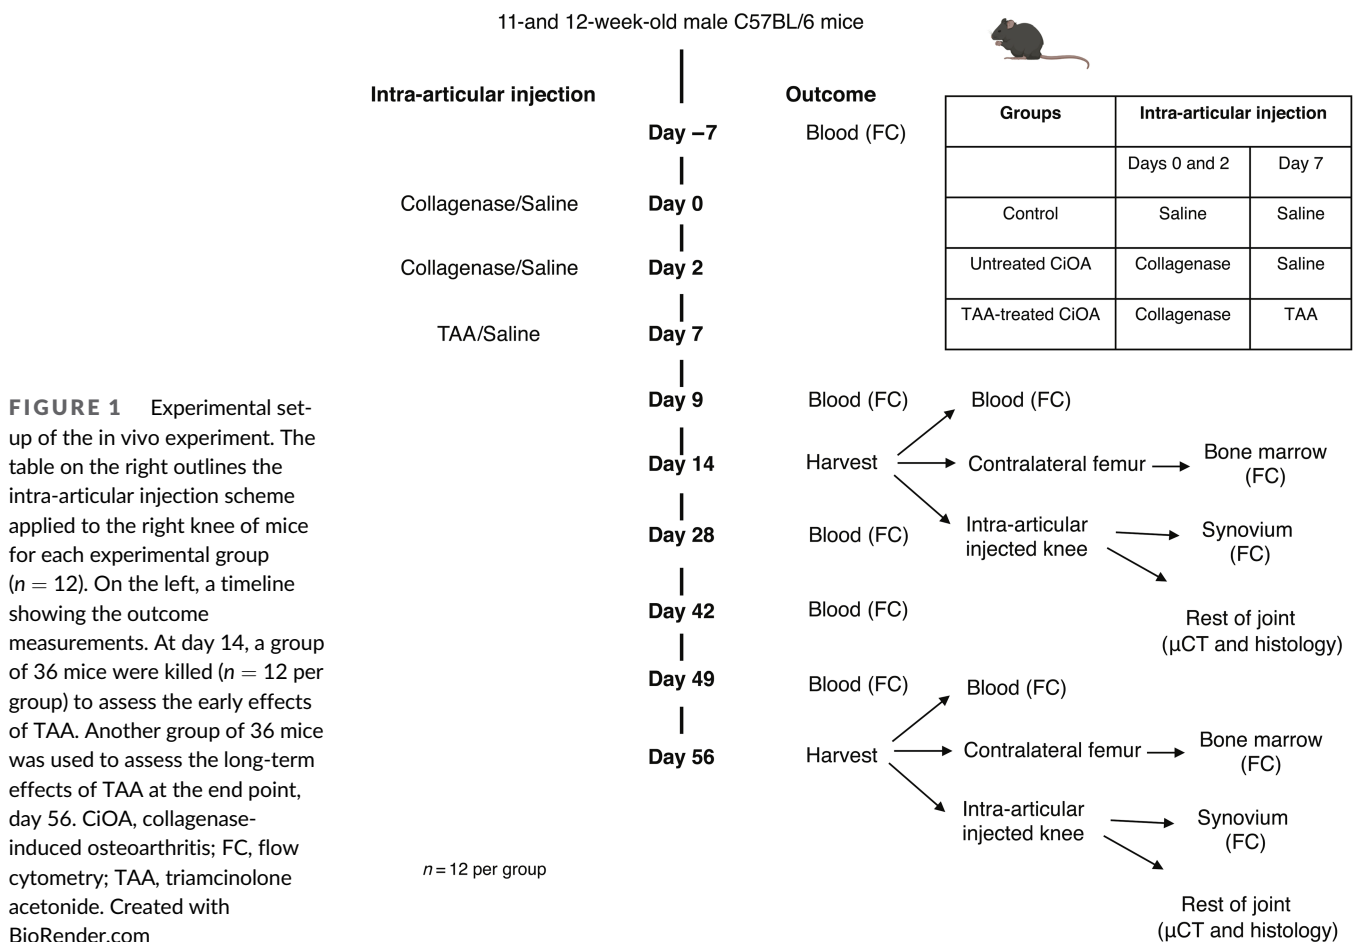 11-and 12-week-old male C57BL/6 mice
Intra-articular injection
Outcome
Day –7
Blood (FC)
Collagenase/Saline
Day 0
Collagenase/Saline
Day 2
TAA/Saline
Day 7
Day 9
Blood (FC)
Day 14
Harvest
Blood (FC)
Contralateral femur
Bone marrow
(FC)
Intra-articular
injected knee
Synovium
(FC)
Rest of joint
(μCT and histology)
Day 28
Blood (FC)
Day 42
Blood (FC)
Day 49
Blood (FC)
Day 56
Harvest
Blood (FC)
Contralateral femur
Bone marrow
(FC)
Intra-articular
injected knee
Synovium
(FC)
Rest of joint
(μCT and histology)
n = 12 per group
Groups Intra-articular injection
Days 0 and 2 Day 7
Control Saline Saline
Untreated CiOA Collagenase Saline
TAA-treated CiOA Collagenase TAA
FIGURE 1 Experimental set-
up of the in vivo experiment. The
table on the right outlines the
intra-articular injection scheme
applied to the right knee of mice
for each experimental group
(n = 12). On the left, a timeline
showing the outcome
measurements. At day 14, a group
of 36 mice were killed (n = 12 per
group) to assess the early effects
of TAA. Another group of 36 mice
was used to assess the long-term
effects of TAA at the end point,
day 56. CiOA, collagenase-
induced osteoarthritis; FC, flow
cytometry; TAA, triamcinolone
acetonide. Created with
BioRender.com